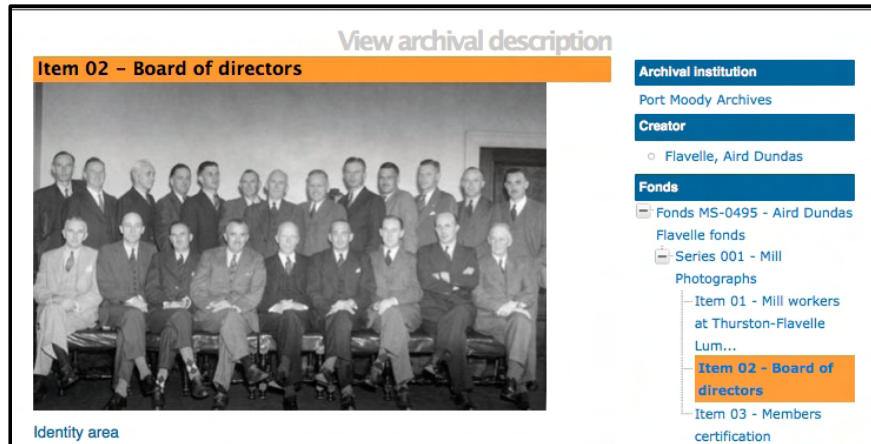 View archival description
Item 02 – Board of directors
Identity area
Archival institution
Port Moody Archives
Creator
Flavelle, Aird Dundas
Fonds
Fonds MS-0495 - Aird Dundas
Flavelle fonds
Series 001 - Mill
Photographs
Item 01 - Mill workers
at Thurston-Flavelle
Lum...
Item 02 - Board of
directors
Item 03 - Members
certification